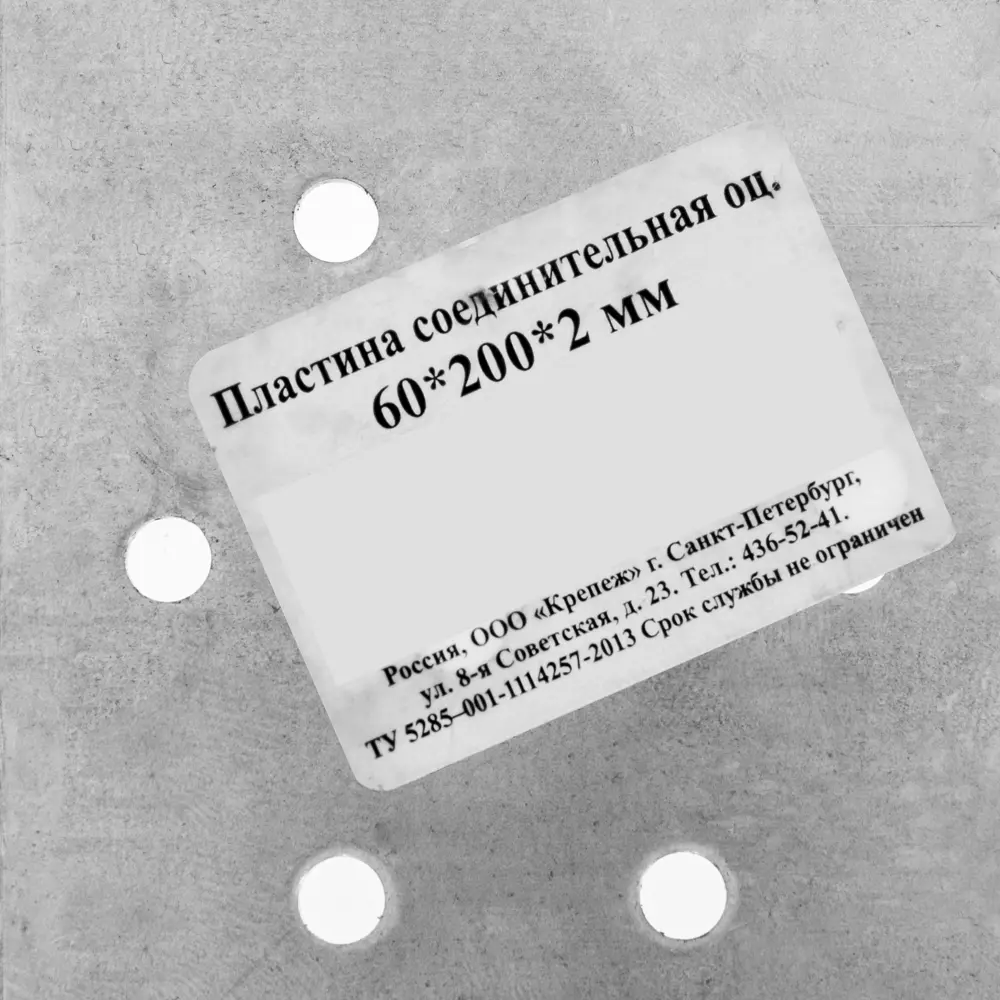 Пластина соединительная оц.
60*200*2 мм
Россия, ООО «Крепеж» г. Санкт-Петербург,
ул. 8-я Советская, д. 23. Тел.: 436-52-41.
ТУ 5285–001-1114257-2013 Срок службы не ограничен